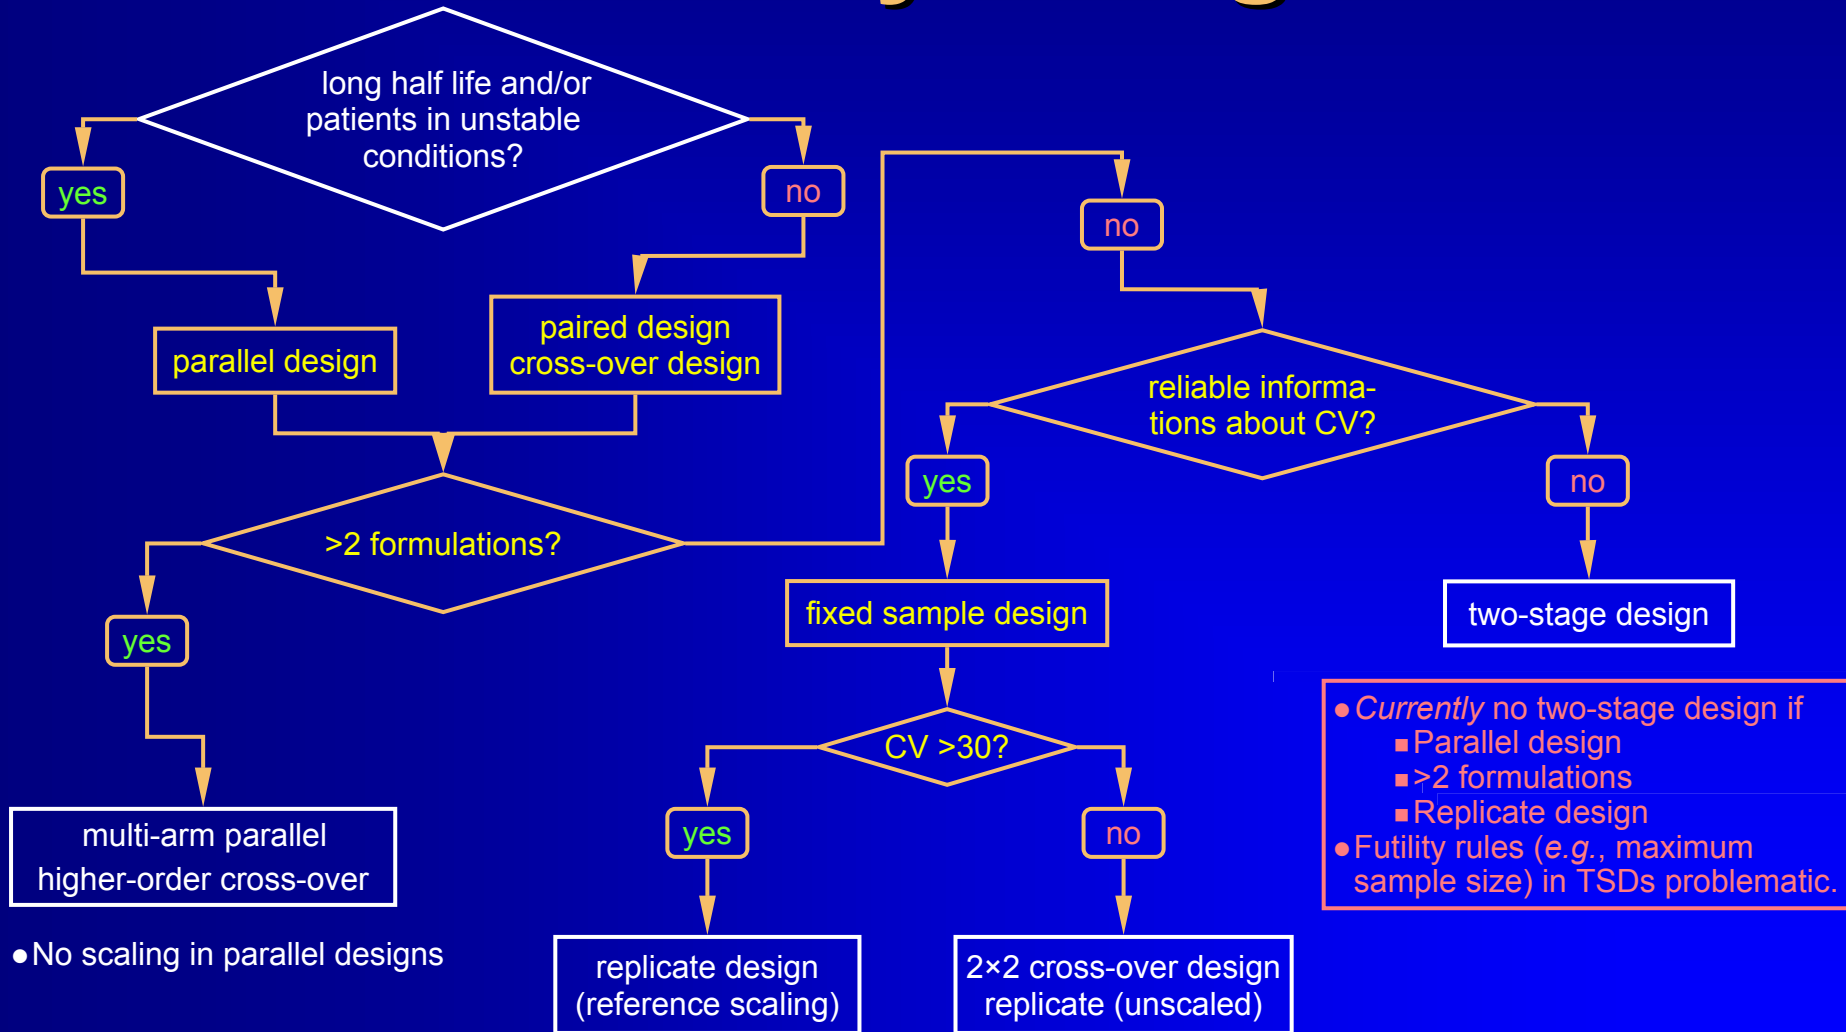 long half life and/or
patients in unstable
conditions?
yes
no
no
parallel design
paired design
cross-over design
reliable informa-
tions about CV?
yes
no
>2 formulations?
yes
fixed sample design
two-stage design
CV >30?
yes
no
●Currently no two-stage design if
■Parallel design
■>2 formulations
■Replicate design
●Futility rules (e.g., maximum
sample size) in TSDs problematic.
multi-arm parallel
higher-order cross-over
●No scaling in parallel designs
replicate design
(reference scaling)
2×2 cross-over design
replicate (unscaled)